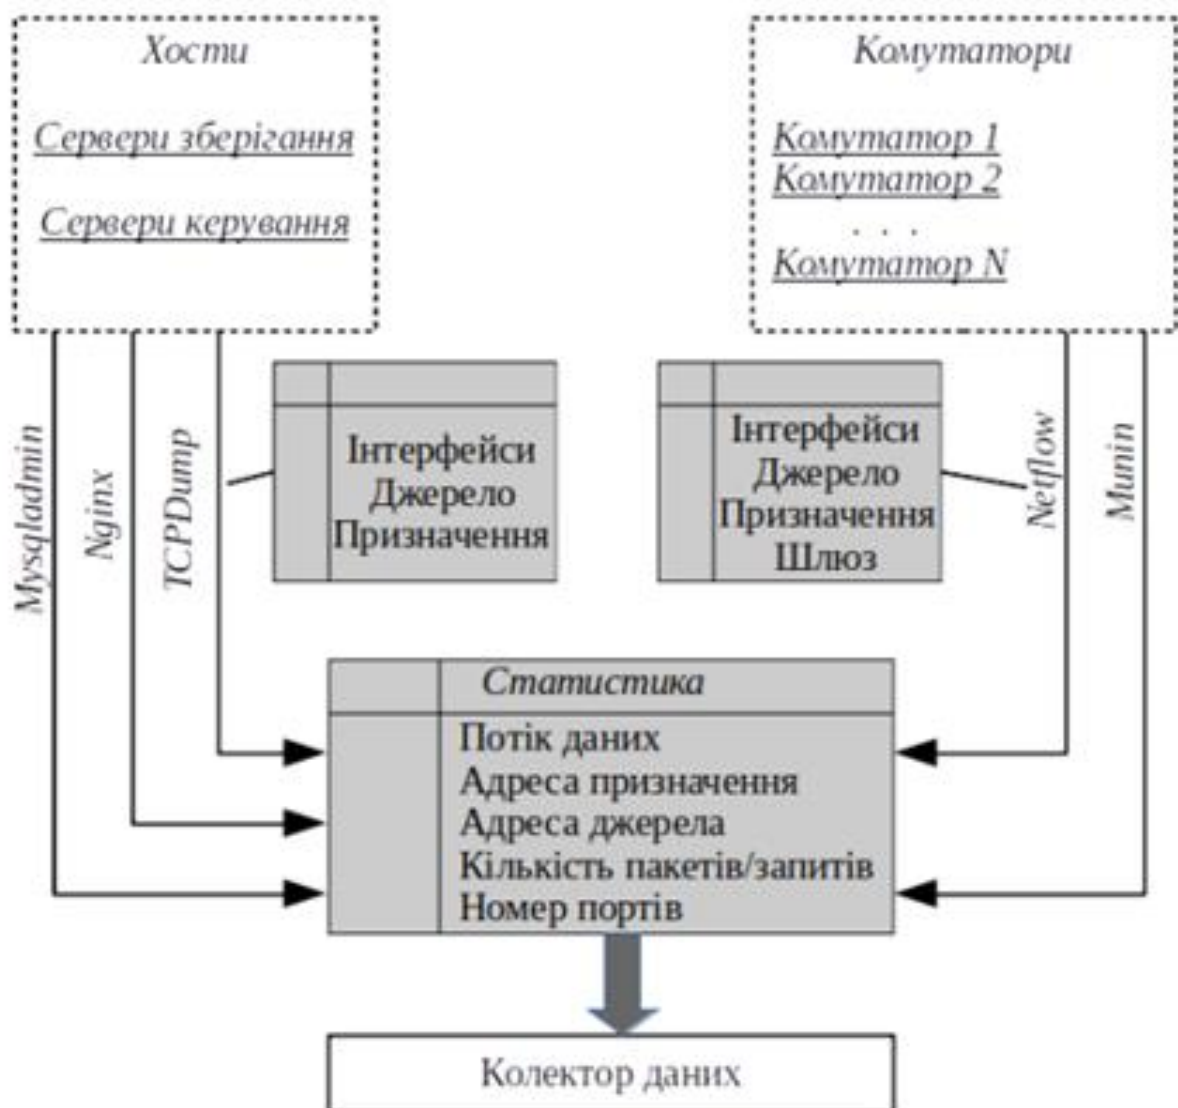 Хости
Сервери зберігання
Сервери керування
Комутатори
Комутатор 1
Комутатор 2
. . .
Комутатор N
Mysqladmin
Nginx
TCPDump
Інтерфейси
Джерело
Призначення
Інтерфейси
Джерело
Призначення
Шлюз
Netflow
Munin
Статистика
Потік даних
Адреса призначення
Адреса джерела
Кількість пакетів/запитів
Номер портів
Колектор даних